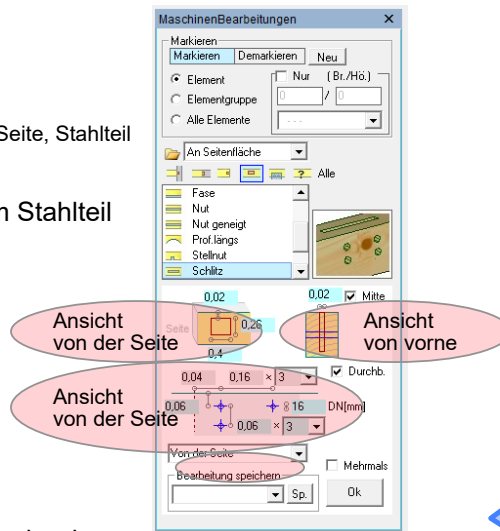 MaschinenBearbeitungen
Markieren
Markieren Demarkieren Neu
Element
Nur (Br./Hö.)
Elementgruppe
0 / 0
Alle Elemente
---
Seite, Stahlteil
An Seitenfläche
? Alle
Stahlteil
Fase
Nut
Nut geneigt
Prof.längs
Stellnut
Schlitz
0,02
0,02 Mitte
Ansicht
von der Seite
Seite
0,26
Ansicht
von vorne
0,4
Durchb.
0,04 0,16 × 3
Ansicht
von der Seite
0,06
16 DN[mm]
0,06 × 3
Von der Seite
Mehrmals
Bearbeitung speichern
Sp. Ok